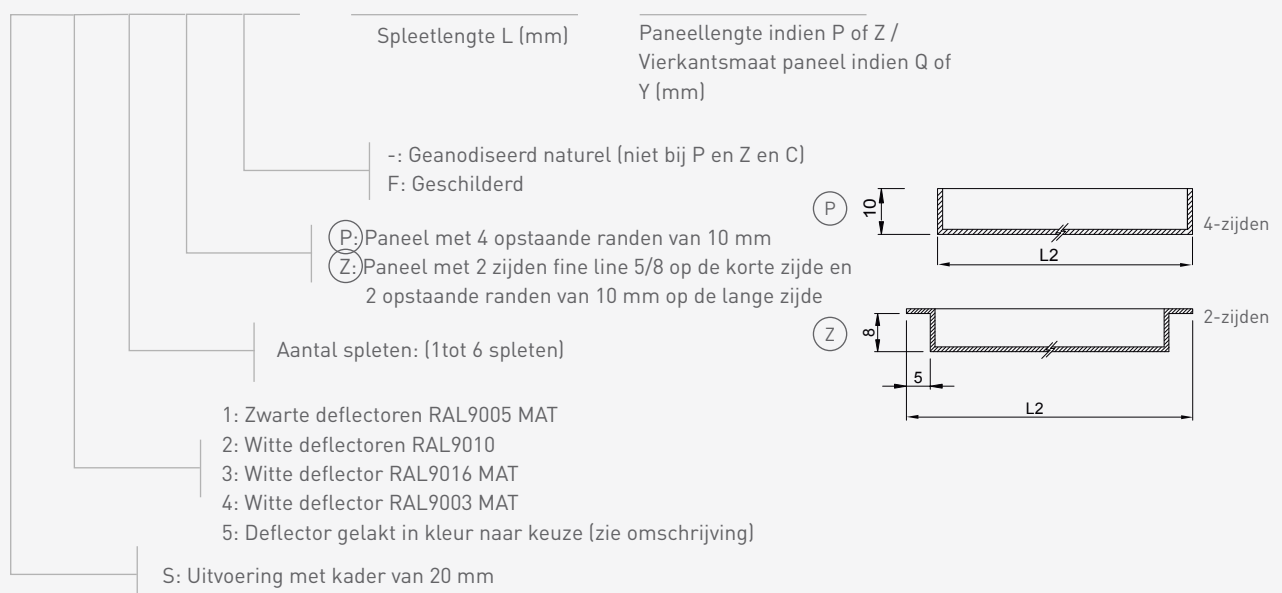 Spleetlengte L (mm)
Paneellengte indien P of Z /
Vierkantsmaat paneel indien Q of
Y (mm)
-: Geanodiseerd naturel (niet bij P en Z en C)
F: Geschilderd
P: Paneel met 4 opstaande randen van 10 mm
Z: Paneel met 2 zijden fine line 5/8 op de korte zijde en
2 opstaande randen van 10 mm op de lange zijde
P
10
4-zijden
L2
Z
8
2-zijden
5
L2
Aantal spleten: (1tot 6 spleten)
1: Zwarte deflectoren RAL9005 MAT
2: Witte deflectoren RAL9010
3: Witte deflector RAL9016 MAT
4: Witte deflector RAL9003 MAT
5: Deflector gelakt in kleur naar keuze (zie omschrijving)
S: Uitvoering met kader van 20 mm